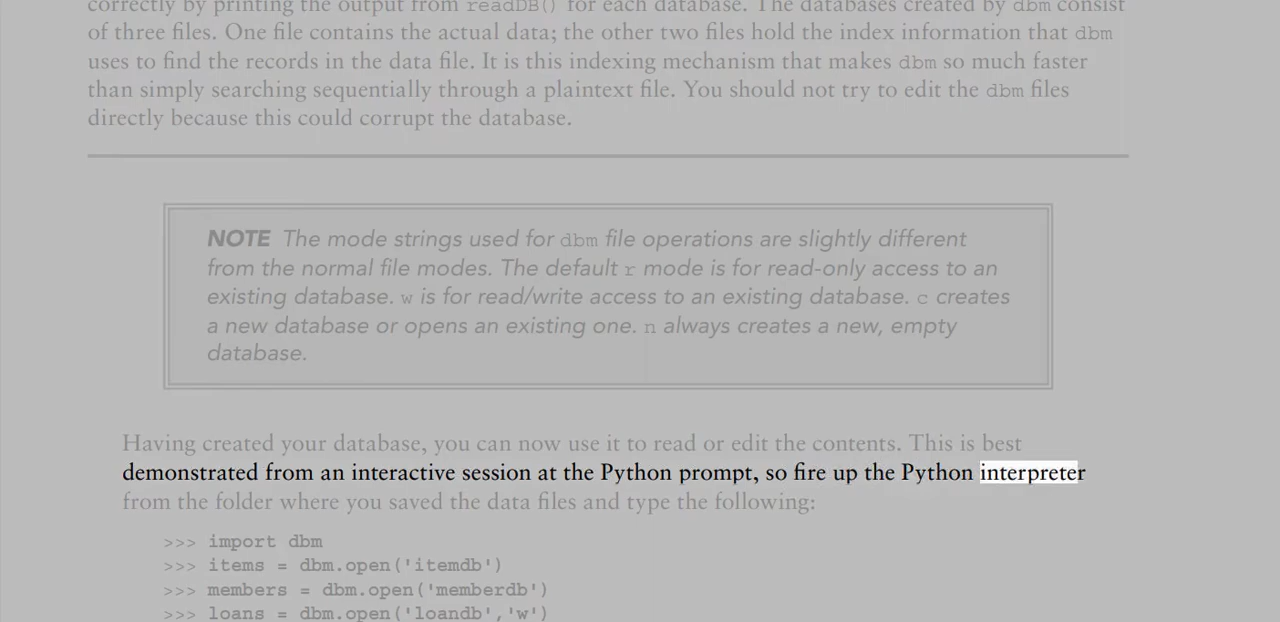 correctly by printing the output from readDB() for each database. The databases created by dbm consist
of three files. One file contains the actual data; the other two files hold the index information that dbm
uses to find the records in the data file. It is this indexing mechanism that makes dbm so much faster
than simply searching sequentially through a plaintext file. You should not try to edit the dbm files
directly because this could corrupt the database.
NOTE The mode strings used for dbm file operations are slightly different
from the normal file modes. The default r mode is for read-only access to an
existing database. w is for read/write access to an existing database. c creates
a new database or opens an existing one. n always creates a new, empty
database.
Having created your database, you can now use it to read or edit the contents. This is best
demonstrated from an interactive session at the Python prompt, so fire up the Python interpreter
from the folder where you saved the data files and type the following:
>>> import dbm
>>> items = dbm.open('itemdb')
>>> members = dbm.open('memberdb')
>>> loans = dbm.open('loandb','w')